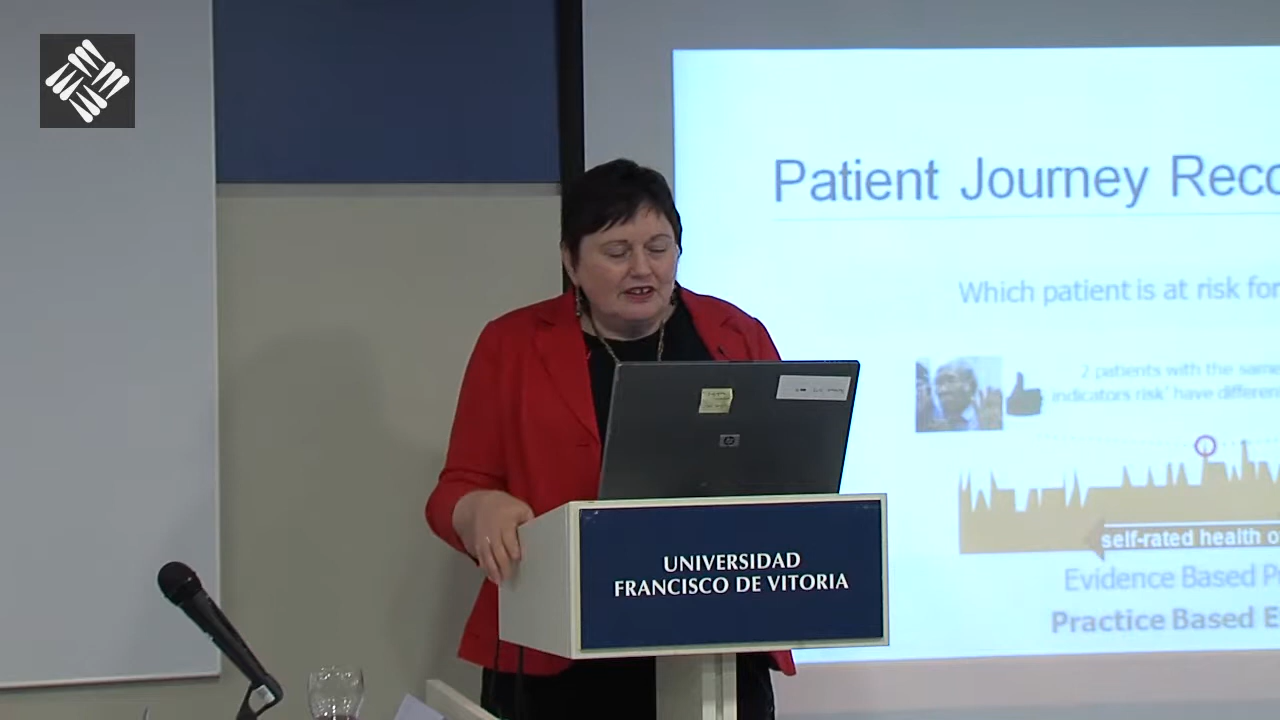 Patient Journey Reco
Which patient is at risk for
2 patients with the same
indicators risk' have differen
self-rated health o
Evidence Based P
Practice Based E
hp
UNIVERSIDAD
FRANCISCO DE VITORIA